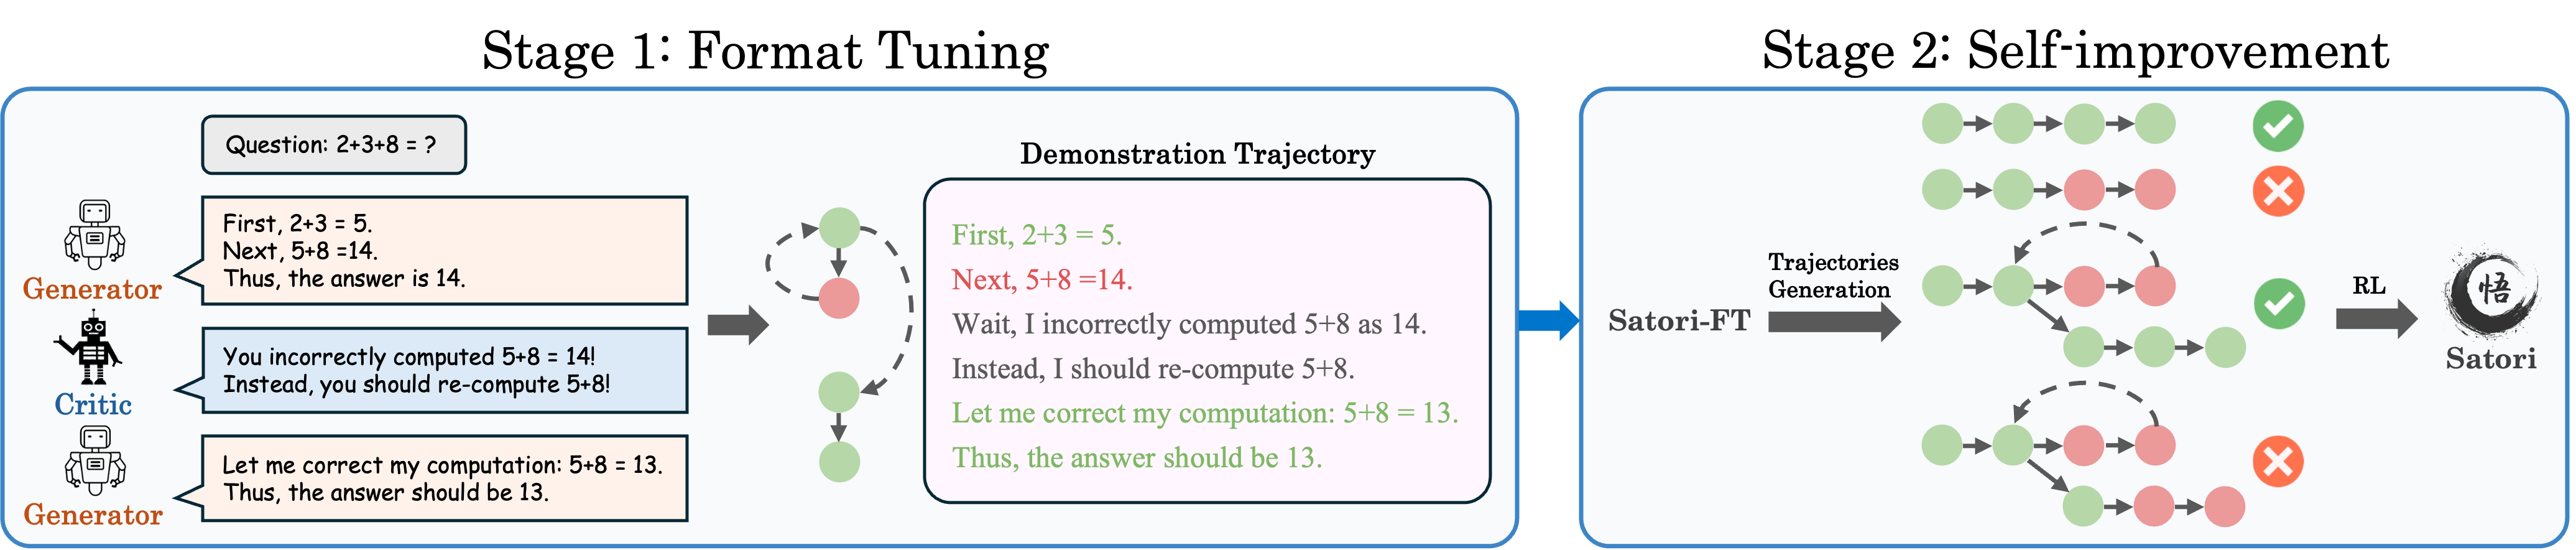 Stage 1: Format Tuning
Question: 2+3+8 = ?
Generator
First, 2+3 = 5.
Next, 5+8 =14.
Thus, the answer is 14.
Critic
You incorrectly computed 5+8 = 14!
Instead, you should re-compute 5+8!
Generator
Let me correct my computation: 5+8 = 13.
Thus, the answer should be 13.
Demonstration Trajectory
First, 2+3 = 5.
Next, 5+8 =14.
Wait, I incorrectly computed 5+8 as 14.
Instead, I should re-compute 5+8.
Let me correct my computation: 5+8 = 13.
Thus, the answer should be 13.
Stage 2: Self-improvement
Satori-FT
Trajectories
Generation
RL
悟
Satori